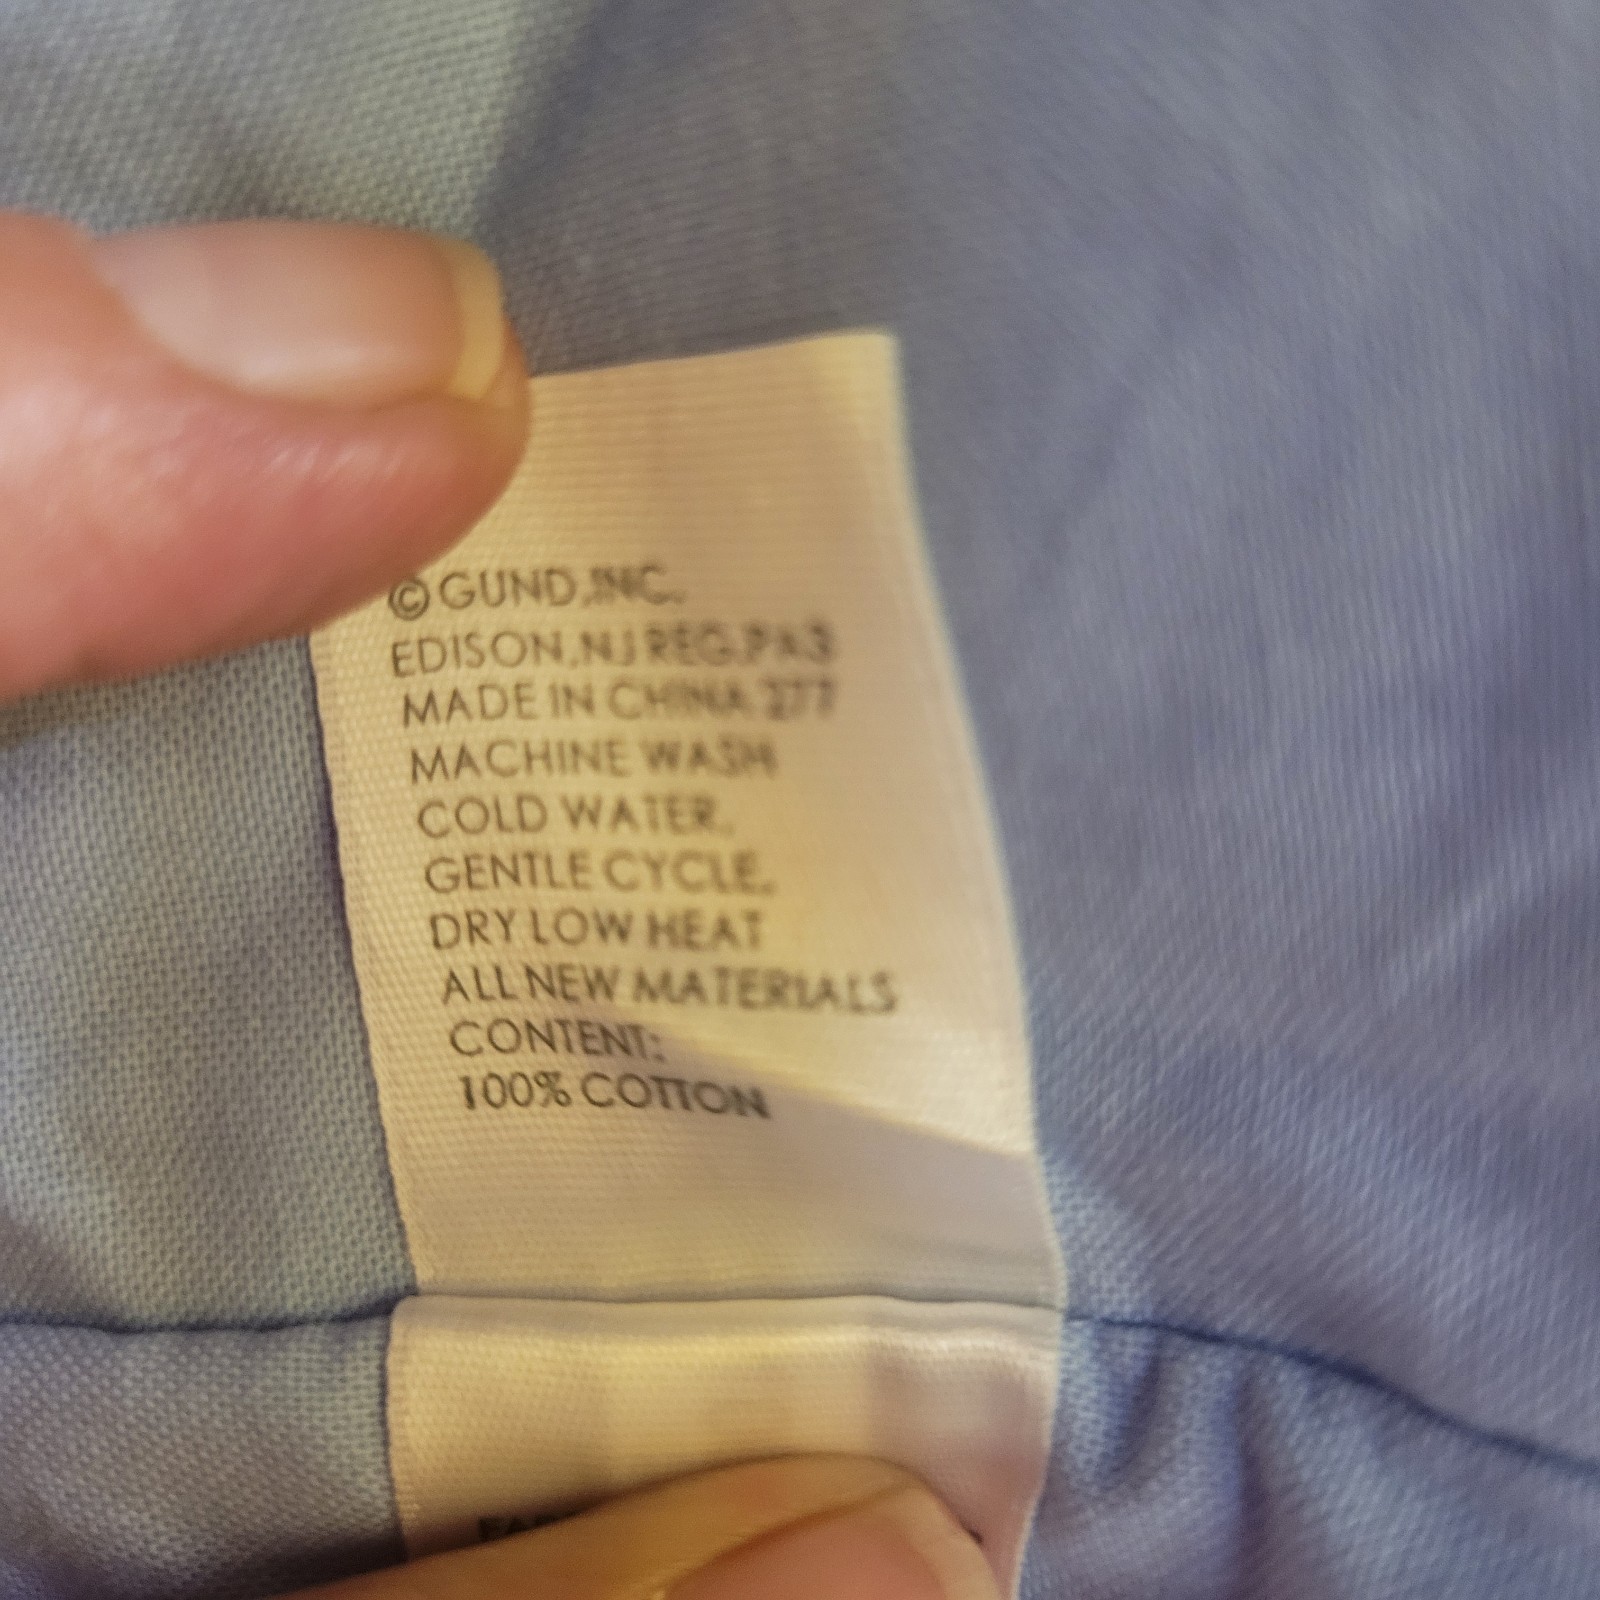 © GUND, INC.
EDISON, NJ REG. PA3
MADE IN CHINA 277
MACHINE WASH
COLD WATER,
GENTLE CYCLE,
DRY LOW HEAT
ALL NEW MATERIALS
CONTENT:
100% COTTON